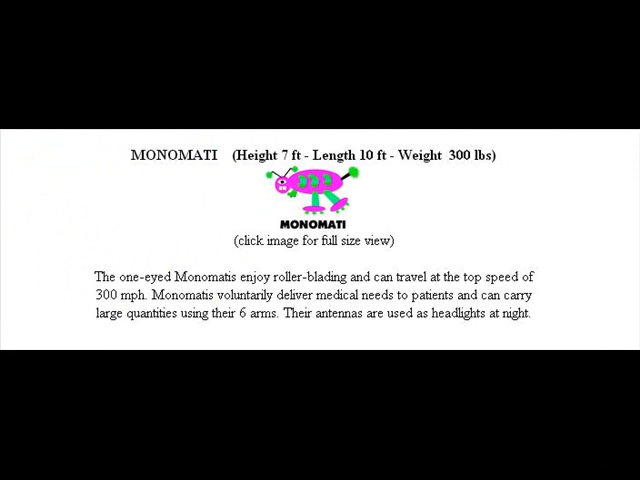 MONOMATI (Height 7 ft - Length 10 ft - Weight 300 lbs)
MONOMATI
(click image for full size view)
The one-eyed Monomatis enjoy roller-blading and can travel at the top speed of
300 mph. Monomatis voluntarily deliver medical needs to patients and can carry
large quantities using their 6 arms. Their antennas are used as headlights at night.